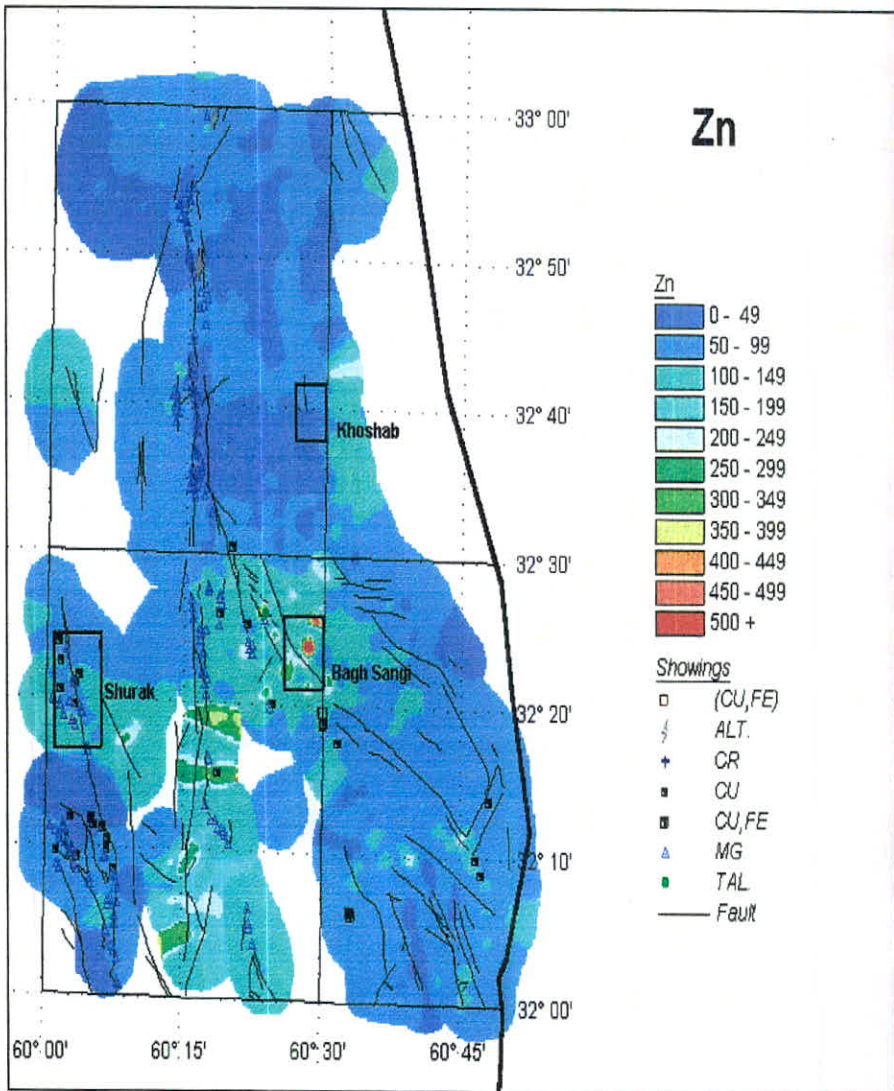 Zn
33° 00'
32° 50'
32° 40'
32° 30'
32° 20'
32° 10'
32° 00'
60°: 00'
60°:15'
60°:30'
60°:45'
Khoshab
Bagh Sangi
Shurak
Zn
0 - 49
50 - 99
100 - 149
150 - 199
200 - 249
250 - 299
300 - 349
350 - 399
400 - 449
450 - 499
500 +
Showings
(CU,FE)
ALT.
CR
CU
CU,FE
MG
TAL.
Fault